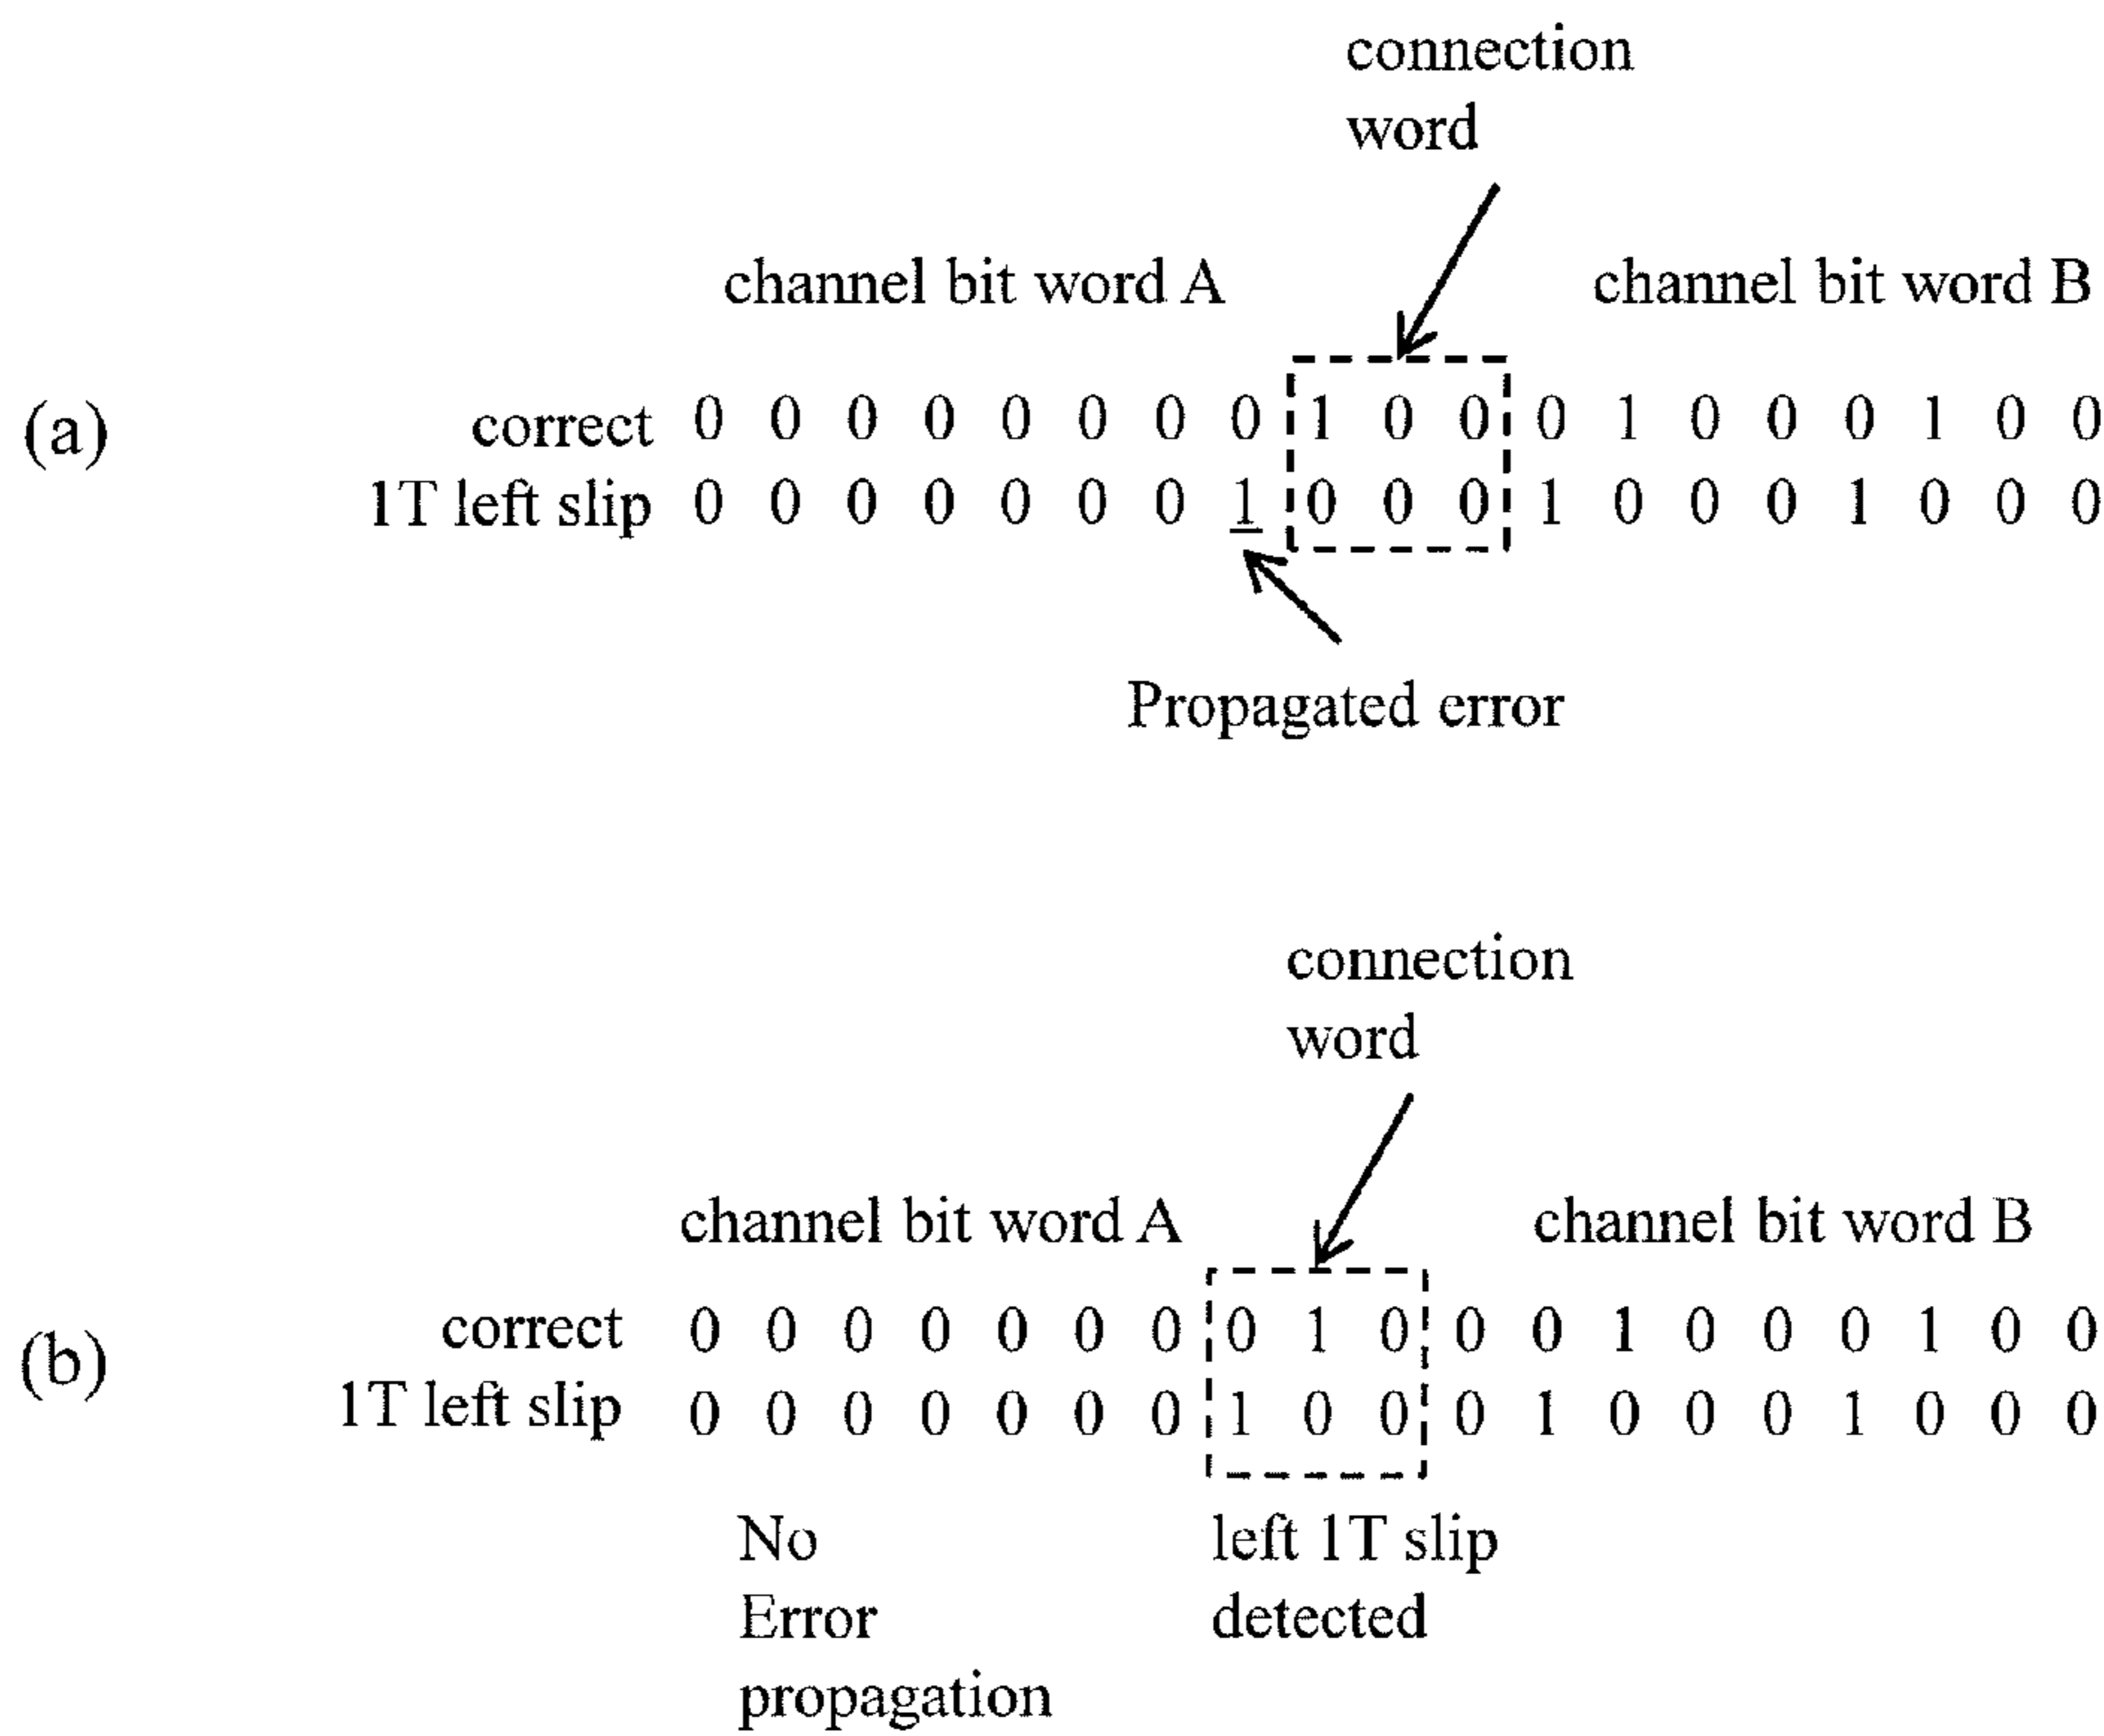 connection
word
channel bit word A channel bit word B
(a)
correct 0 0 0 0 0 0 0 0 1 0 0 0 1 0 0 0 1 0 0
1T left slip 0 0 0 0 0 0 0 1 0 0 0 1 0 0 0 1 0 0 0
Propagated error
connection
word
channel bit word A channel bit word B
(b)
correct 0 0 0 0 0 0 0 0 1 0 0 0 1 0 0 0 1 0 0
1T left slip 0 0 0 0 0 0 0 1 0 0 0 1 0 0 0 1 0 0 0
No left 1T slip
Error detected
propagation